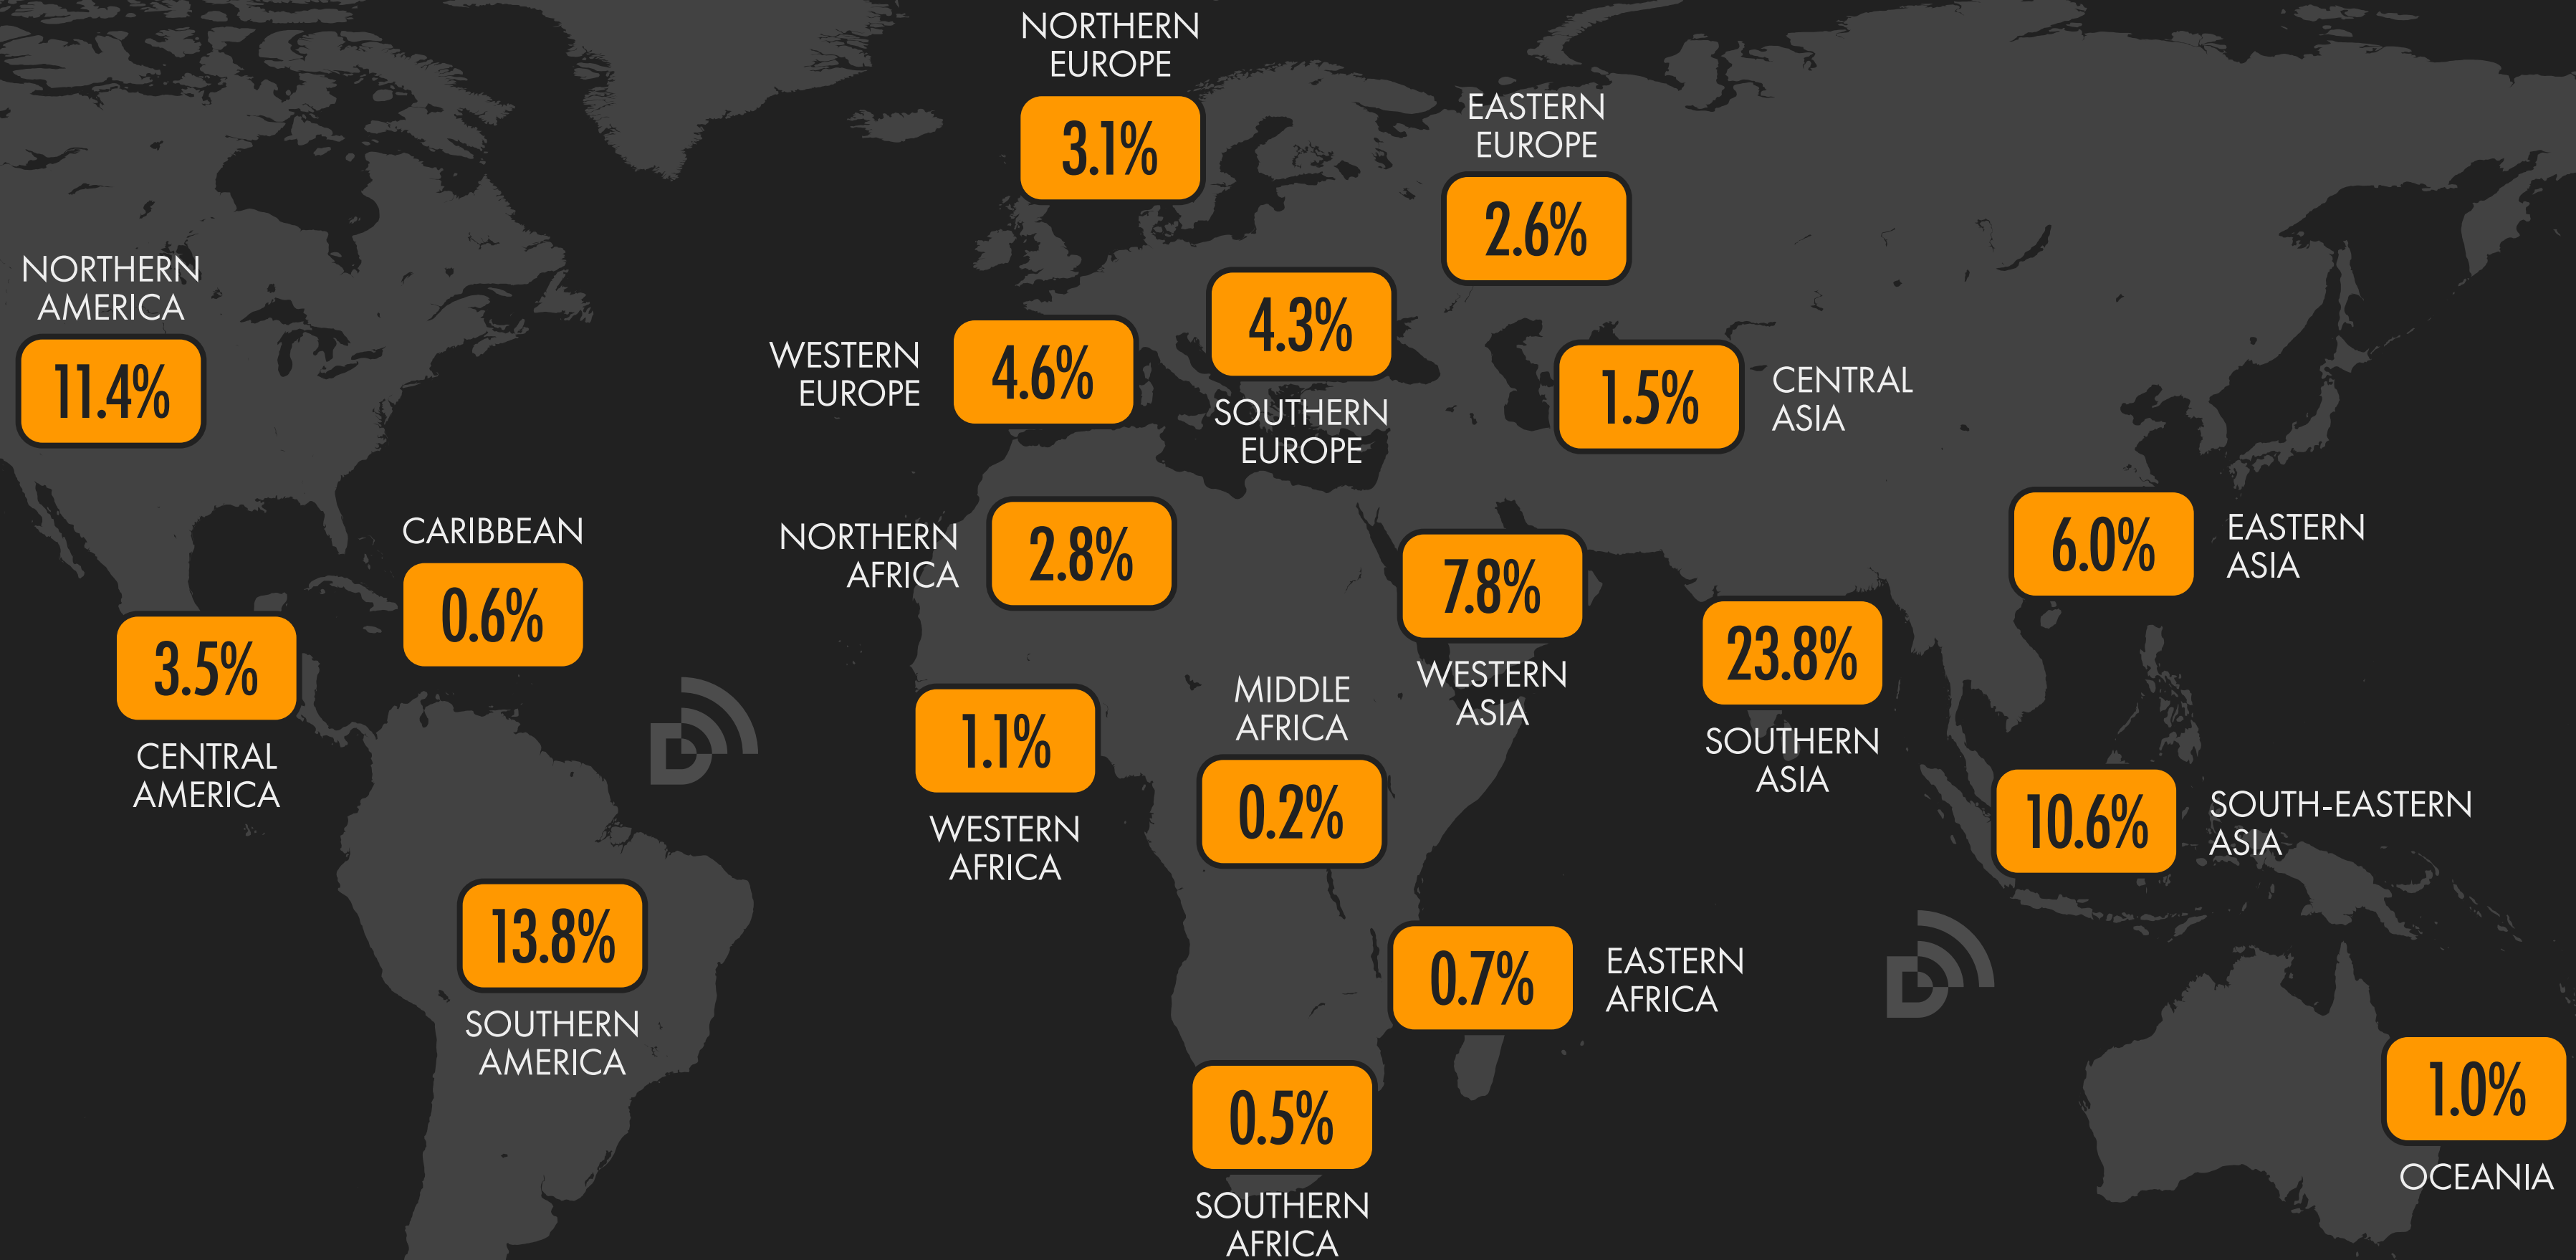 NORTHERN
EUROPE
3.1%
EASTERN
EUROPE
2.6%
NORTHERN
AMERICA
11.4%
WESTERN
EUROPE
4.6%
4.3%
SOUTHERN
EUROPE
1.5%
CENTRAL
ASIA
CARIBBEAN
0.6%
NORTHERN
AFRICA
2.8%
7.8%
WESTERN
ASIA
6.0%
EASTERN
ASIA
3.5%
CENTRAL
AMERICA
23.8%
SOUTHERN
ASIA
1.1%
WESTERN
AFRICA
MIDDLE
AFRICA
0.2%
10.6%
SOUTH-EASTERN
ASIA
13.8%
SOUTHERN
AMERICA
0.7%
EASTERN
AFRICA
0.5%
SOUTHERN
AFRICA
1.0%
OCEANIA